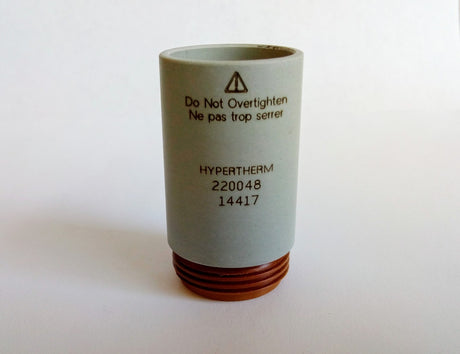 Do Not Overtighten
Ne pas trop serrer
HYPERTHERM
220048
14417